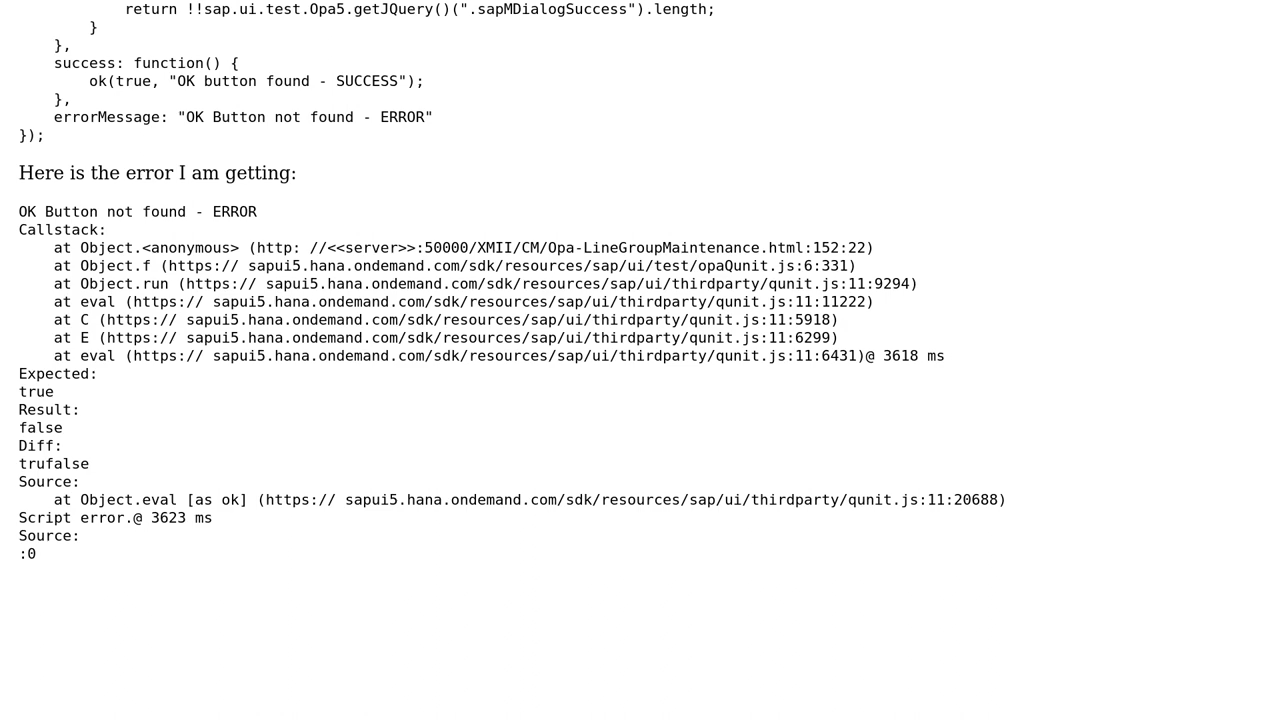 return !!sap.ui.test.Opa5.getJQuery()(".sapMDialogSuccess").length;
}
},
success: function() {
ok(true, "OK button found - SUCCESS");
},
errorMessage: "OK Button not found - ERROR"
});
Here is the error I am getting:
OK Button not found - ERROR
Callstack:
at Object.<anonymous> (http: //<<server>>:50000/XMII/CM/Opa-LineGroupMaintenance.html:152:22)
at Object.f (https:// sapui5.hana.ondemand.com/sdk/resources/sap/ui/test/opaQunit.js:6:331)
at Object.run (https:// sapui5.hana.ondemand.com/sdk/resources/sap/ui/thirdparty/qunit.js:11:9294)
at eval (https:// sapui5.hana.ondemand.com/sdk/resources/sap/ui/thirdparty/qunit.js:11:11222)
at C (https:// sapui5.hana.ondemand.com/sdk/resources/sap/ui/thirdparty/qunit.js:11:5918)
at E (https:// sapui5.hana.ondemand.com/sdk/resources/sap/ui/thirdparty/qunit.js:11:6299)
at eval (https:// sapui5.hana.ondemand.com/sdk/resources/sap/ui/thirdparty/qunit.js:11:6431)@ 3618 ms
Expected:
true
Result:
false
Diff:
trufalse
Source:
at Object.eval [as ok] (https:// sapui5.hana.ondemand.com/sdk/resources/sap/ui/thirdparty/qunit.js:11:20688)
Script error.@ 3623 ms
Source:
:0